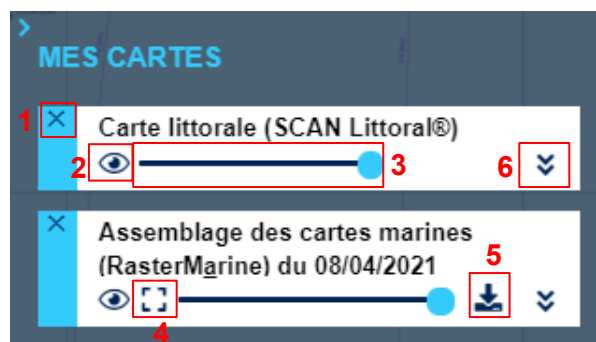 MES CARTES
1
Carte littorale (SCAN Littoral®)
2
3
6
Assemblage des cartes marines
(RasterMarine) du 08/04/2021
5
4